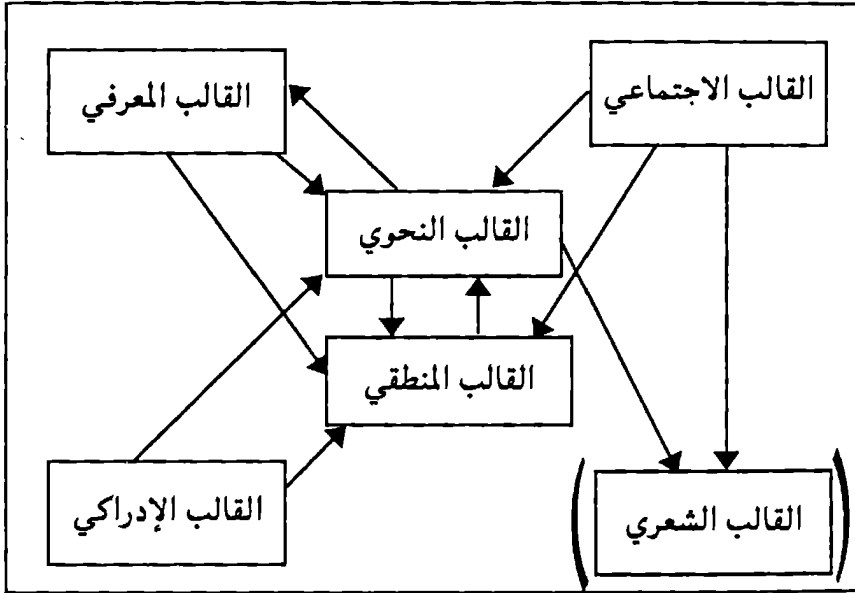 القالب الاجتماعي
القالب المعرفي
القالب النحوي
القالب المنطقي
القالب الإدراكي
(القالب الشعري)